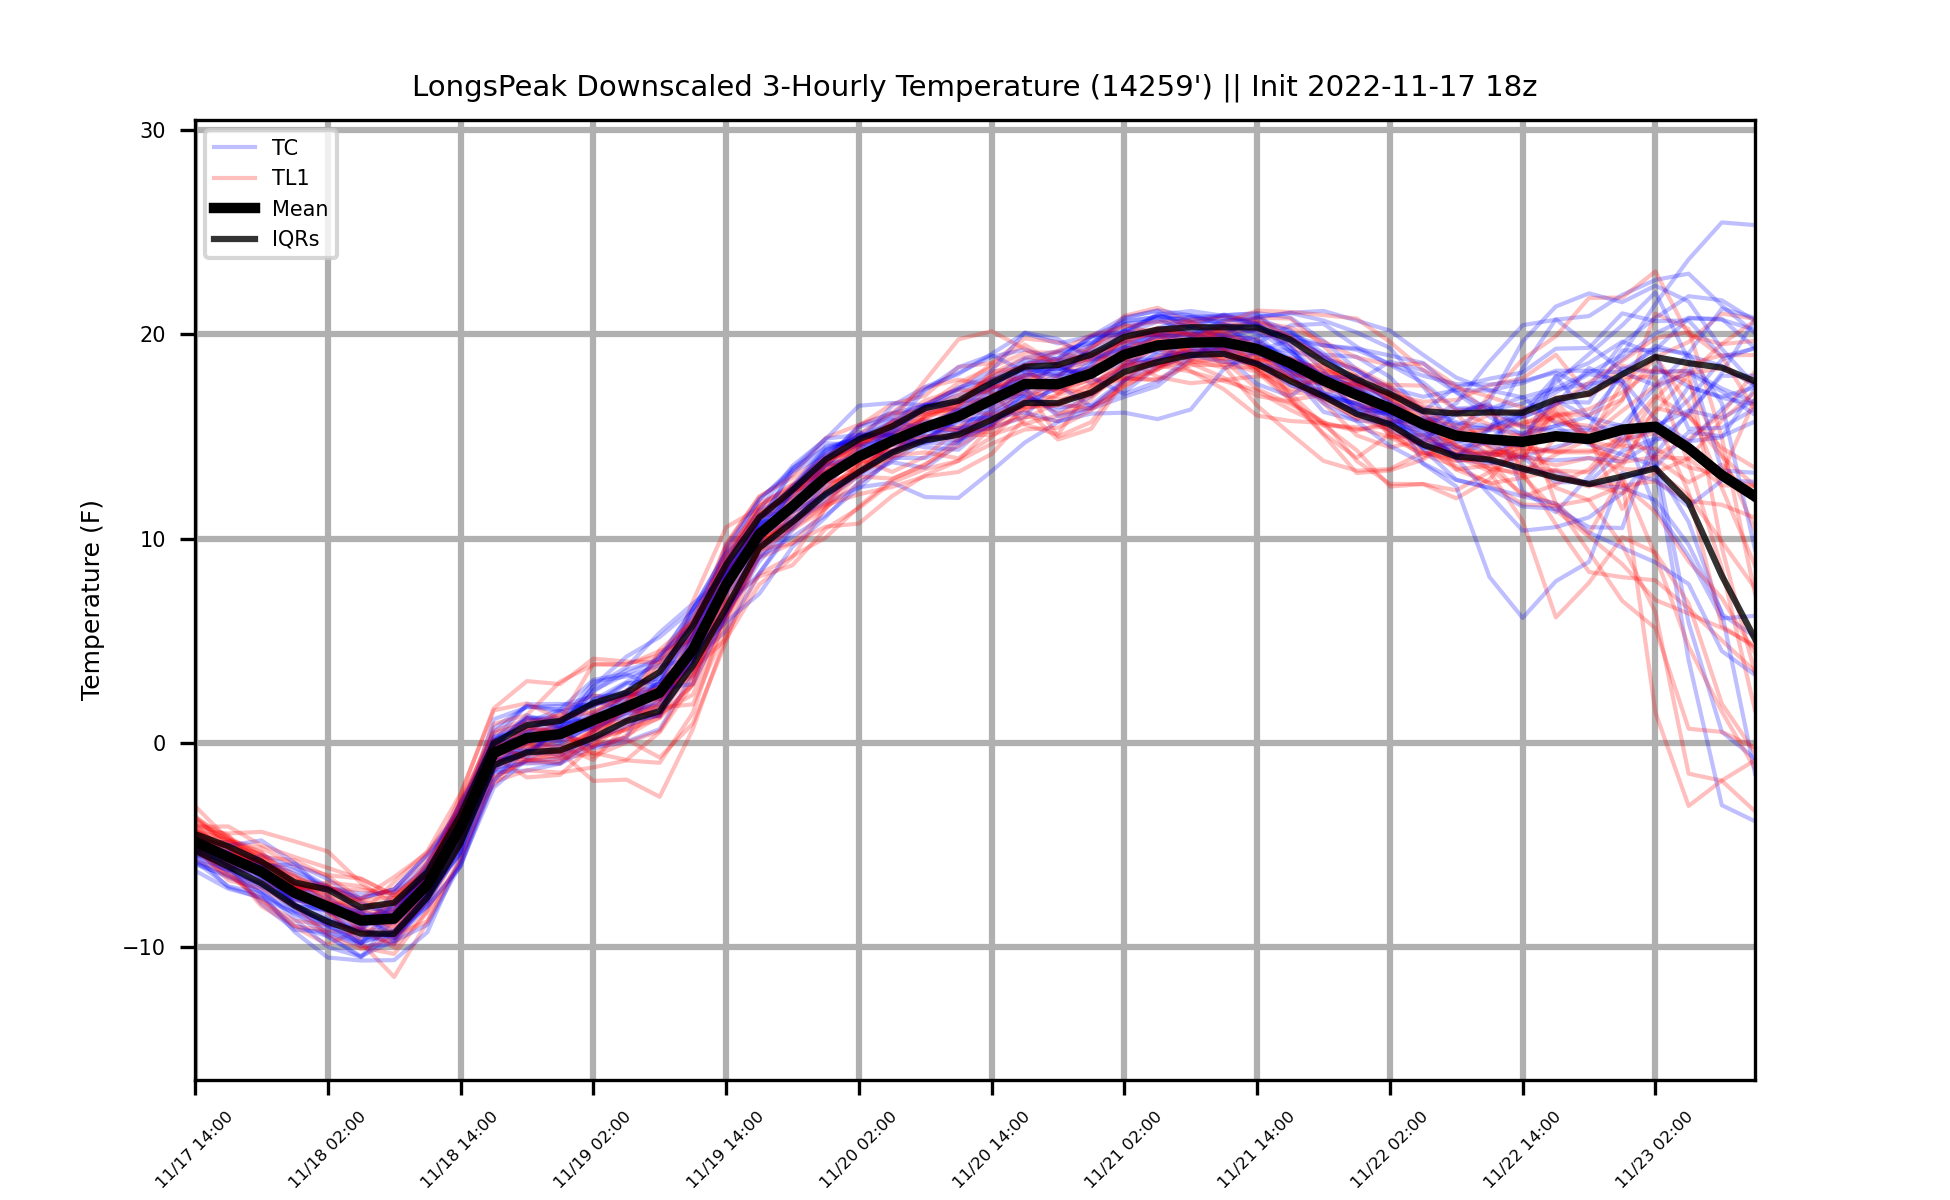 LongsPeak Downscaled 3-Hourly Temperature (14259') || Init 2022-11-17 18z
30
20
10
0
−10
Temperature (F)
TC
TL1
Mean
IQRs
11/17 14:00
11/18 02:00
11/18 14:00
11/19 02:00
11/19 14:00
11/20 02:00
11/20 14:00
11/21 02:00
11/21 14:00
11/22 02:00
11/22 14:00
11/23 02:00